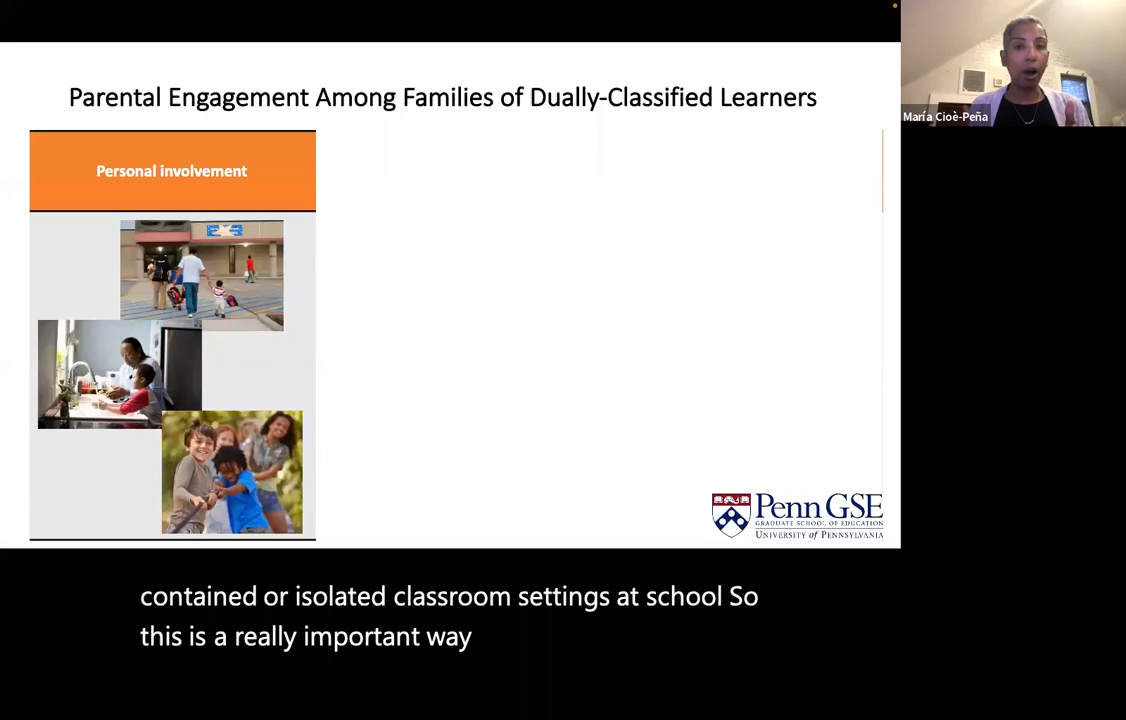 Parental Engagement Among Families of Dually-Classified Learners
María Cioè-Peña
Personal involvement
Penn GSE
GRADUATE SCHOOL OF EDUCATION
UNIVERSITY of PENNSYLVANIA
contained or isolated classroom settings at school So
this is a really important way